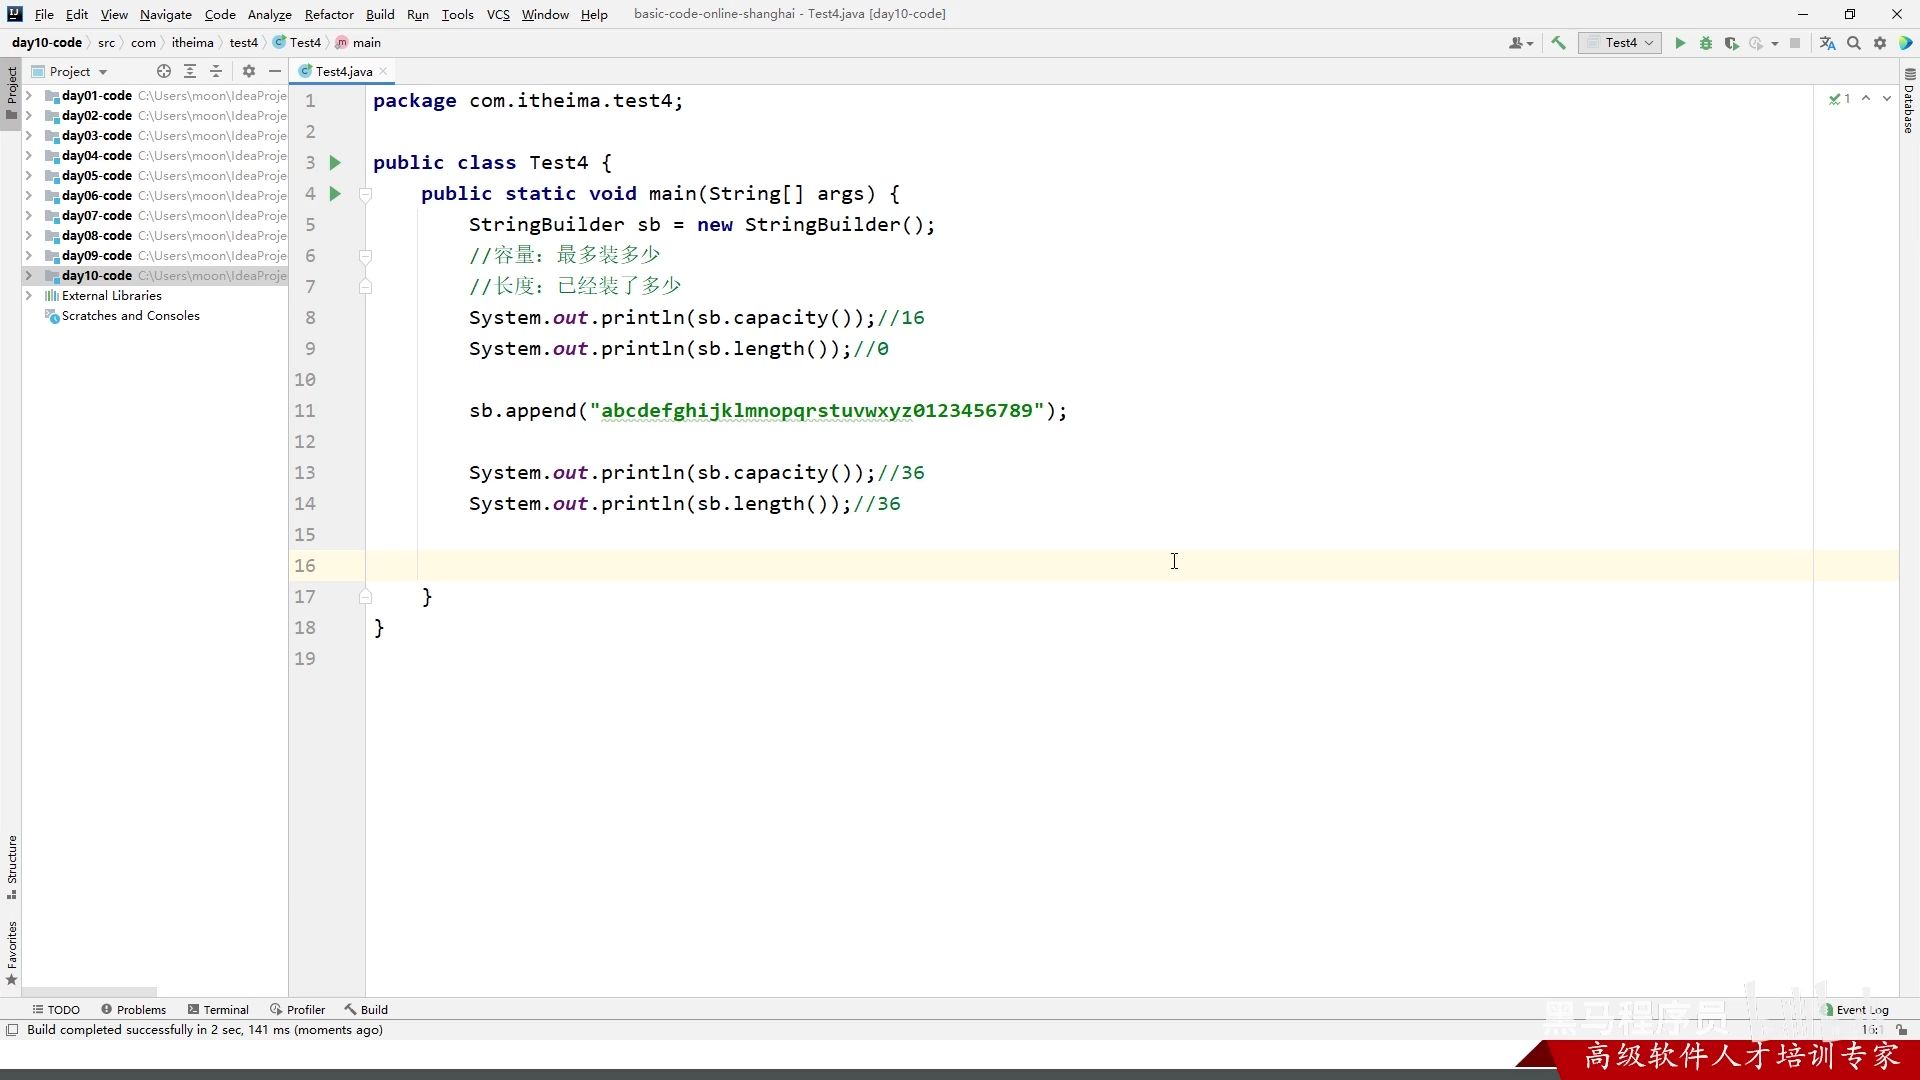 File Edit View Navigate Code Analyze Refactor Build Run Tools VCS Window Help basic-code-online-shanghai - Test4.java [day10-code]
day10-code src com itheima test4 Test4 main Test4
Project
Project Test4.java
day01-code C:\Users\moon\IdeaProje
day02-code C:\Users\moon\IdeaProje
day03-code C:\Users\moon\IdeaProje
day04-code C:\Users\moon\IdeaProje
day05-code C:\Users\moon\IdeaProje
day06-code C:\Users\moon\IdeaProje
day07-code C:\Users\moon\IdeaProje
day08-code C:\Users\moon\IdeaProje
day09-code C:\Users\moon\IdeaProje
day10-code C:\Users\moon\IdeaProje
External Libraries
Scratches and Consoles
1 package com.itheima.test4;
2
3 public class Test4 {
4 public static void main(String[] args) {
5 StringBuilder sb = new StringBuilder();
6 //容量：最多装多少
7 //长度：已经装了多少
8 System.out.println(sb.capacity());//16
9 System.out.println(sb.length());//0
10
11 sb.append("abcdefghijklmnopqrstuvwxyz0123456789");
12
13 System.out.println(sb.capacity());//36
14 System.out.println(sb.length());//36
15
16
17 }
18 }
19
1
Database
Structure
Favorites
TODO Problems Terminal Profiler Build Event Log
Build completed successfully in 2 sec, 141 ms (moments ago) 16:1
黑马程序员
高级软件人才培训专家